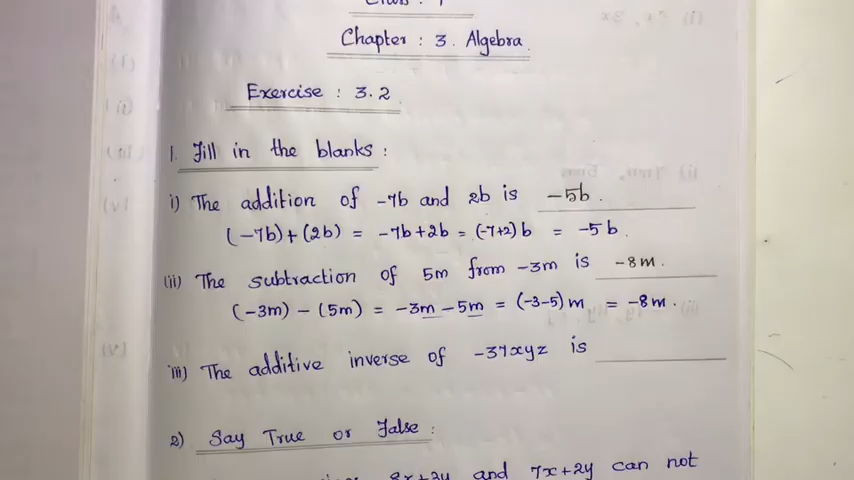 Chapter : 3. Algebra.
Exercise : 3.2
1. Fill in the blanks :
i) The addition of -7b and 2b is -5b.
(-7b)+(2b) = -7b+2b = (-7+2)b = -5b.
(ii) The subtraction of 5m from -3m is -8m.
(-3m) - (5m) = -3m - 5m = (-3-5)m = -8m.
iii) The additive inverse of -37xyz is
2) Say True or False :
8x+3y and 7x+2y can not